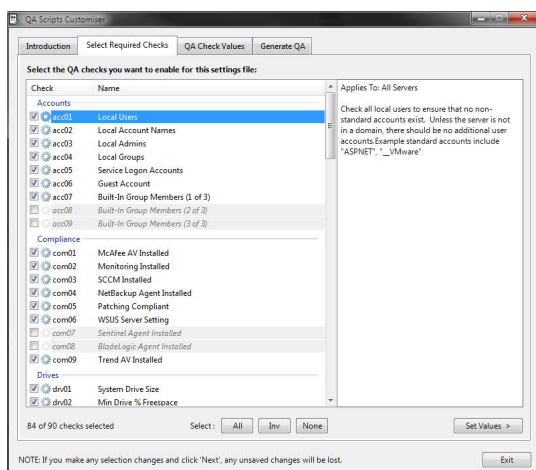 QA Scripts Customiser
Introduction
Select Required Checks
QA Check Values
Generate QA
Select the QA checks you want to enable for this settings file:
Check Name
Accounts
acc01 Local Users
acc02 Local Account Names
acc03 Local Admins
acc04 Local Groups
acc05 Service Logon Accounts
acc06 Guest Account
acc07 Built-In Group Members (1 of 3)
acc08 Built-In Group Members (2 of 3)
acc09 Built-In Group Members (3 of 3)
Compliance
com01 McAfee AV Installed
com02 Monitoring Installed
com03 SCCM Installed
com04 NetBackup Agent Installed
com05 Patching Compliant
com06 WSUS Server Setting
com07 Sentinel Agent Installed
com08 BladeLogic Agent Installed
com09 Trend AV Installed
Drives
drv01 System Drive Size
drv02 Min Drive % Freespace
Applies To: All Servers
Check all local users to ensure that no non-
standard accounts exist. Unless the server is not
in a domain, there should be no additional user
accounts.Example standard accounts include
"ASPNET", "__VMware"
84 of 90 checks selected
Select :
All
Inv
None
Set Values >
NOTE: If you make any selection changes and click 'Next', any unsaved changes will be lost.
Exit